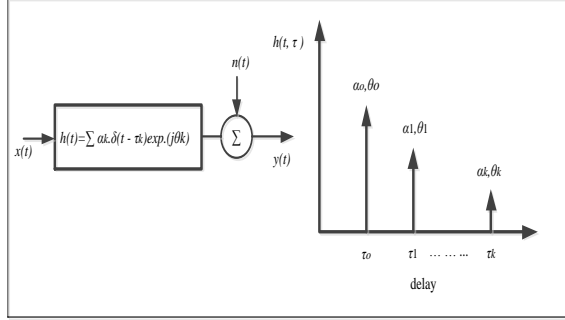 x(t)
h(t)=∑ αk.δ(t - τk)exp.(jθk)
n(t)
∑
y(t)
h(t, τ )
αo,θo
α1,θ1
αk,θk
τo
τ1
... ... ...
τk
delay